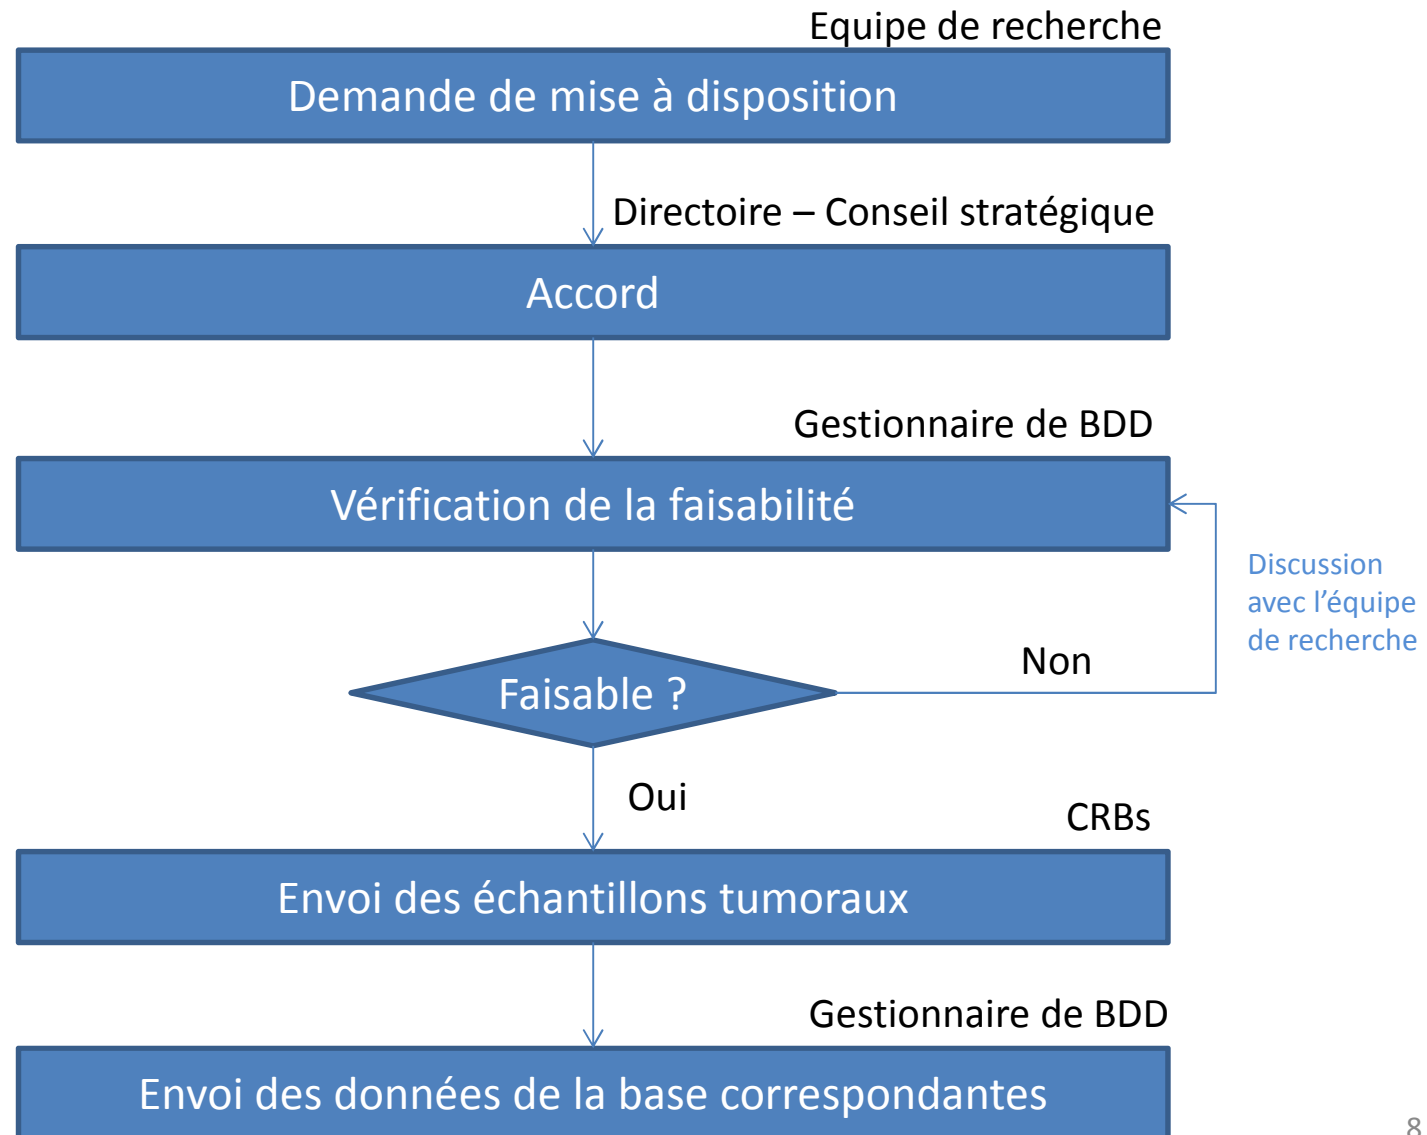 Equipe de recherche
Demande de mise à disposition
Directoire – Conseil stratégique
Accord
Gestionnaire de BDD
Vérification de la faisabilité
Discussion
avec l’équipe
de recherche
Non
Faisable ?
Oui
CRBs
Envoi des échantillons tumoraux
Gestionnaire de BDD
Envoi des données de la base correspondantes
8